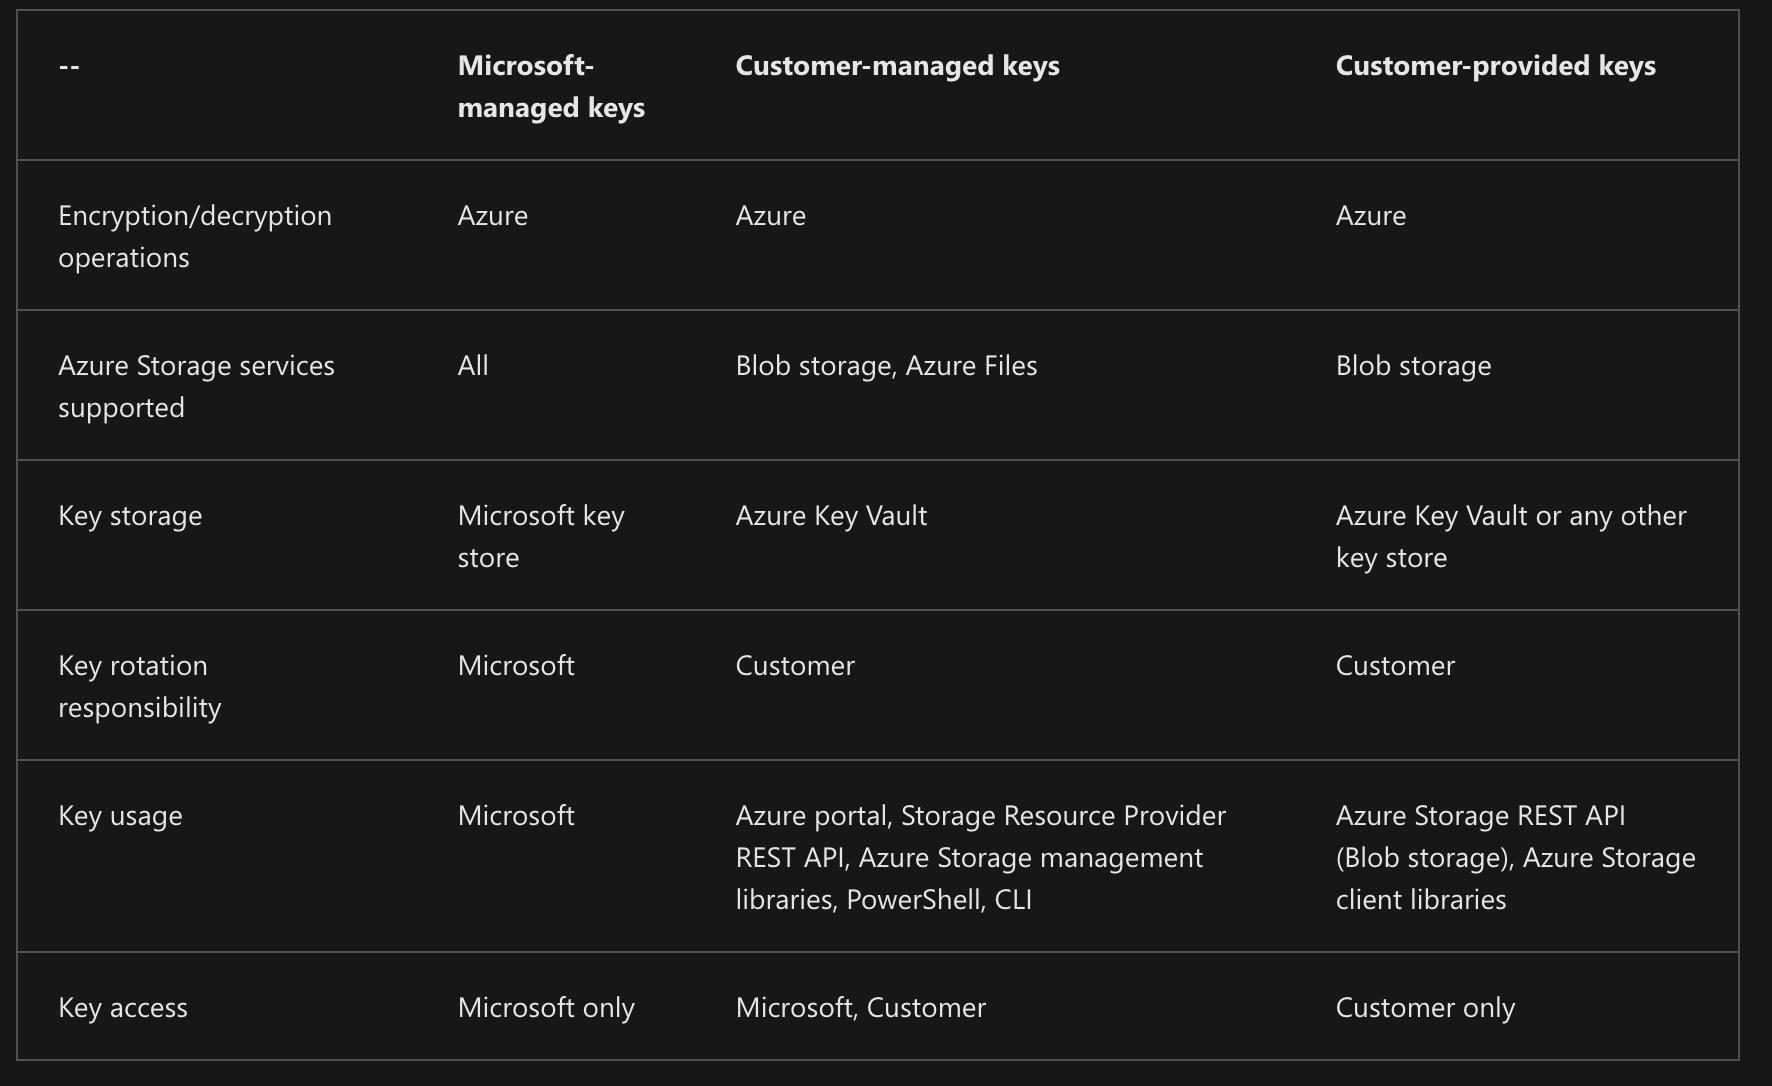 --
Microsoft-
managed keys
Customer-managed keys
Customer-provided keys
Encryption/decryption
operations
Azure
Azure
Azure
Azure Storage services
supported
All
Blob storage, Azure Files
Blob storage
Key storage
Microsoft key
store
Azure Key Vault
Azure Key Vault or any other
key store
Key rotation
responsibility
Microsoft
Customer
Customer
Key usage
Microsoft
Azure portal, Storage Resource Provider
REST API, Azure Storage management
libraries, PowerShell, CLI
Azure Storage REST API
(Blob storage), Azure Storage
client libraries
Key access
Microsoft only
Microsoft, Customer
Customer only